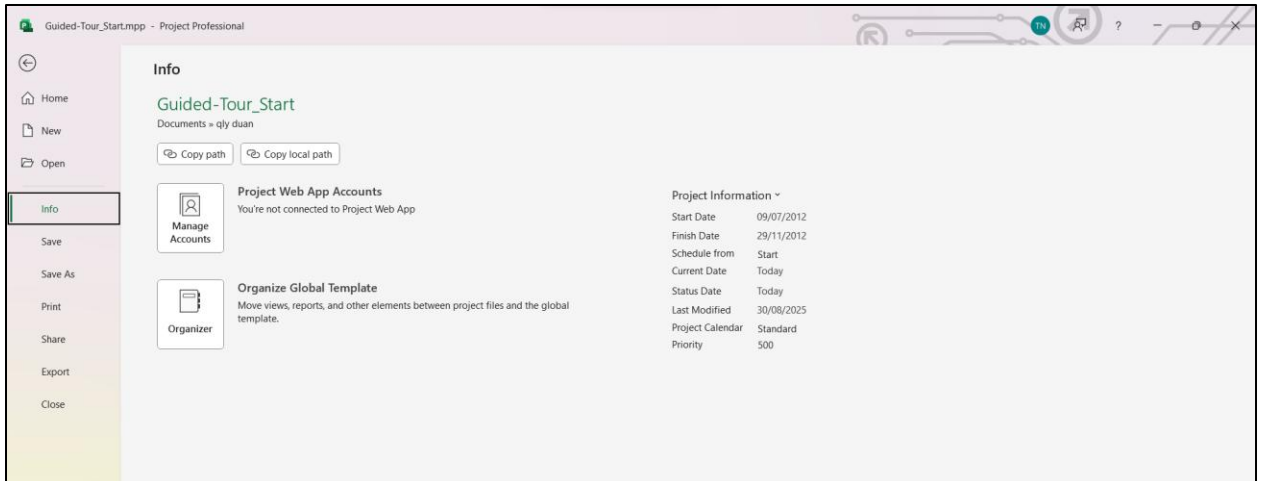 Guided-Tour_Start.mpp - Project Professional
TN
?
Info
Home
New
Open
Info
Save
Save As
Print
Share
Export
Close
Guided-Tour_Start
Documents » qly duan
Copy path
Copy local path
Manage
Accounts
Project Web App Accounts
You're not connected to Project Web App
Organizer
Organize Global Template
Move views, reports, and other elements between project files and the global
template.
Project Information
Start Date 09/07/2012
Finish Date 29/11/2012
Schedule from Start
Current Date Today
Status Date Today
Last Modified 30/08/2025
Project Calendar Standard
Priority 500